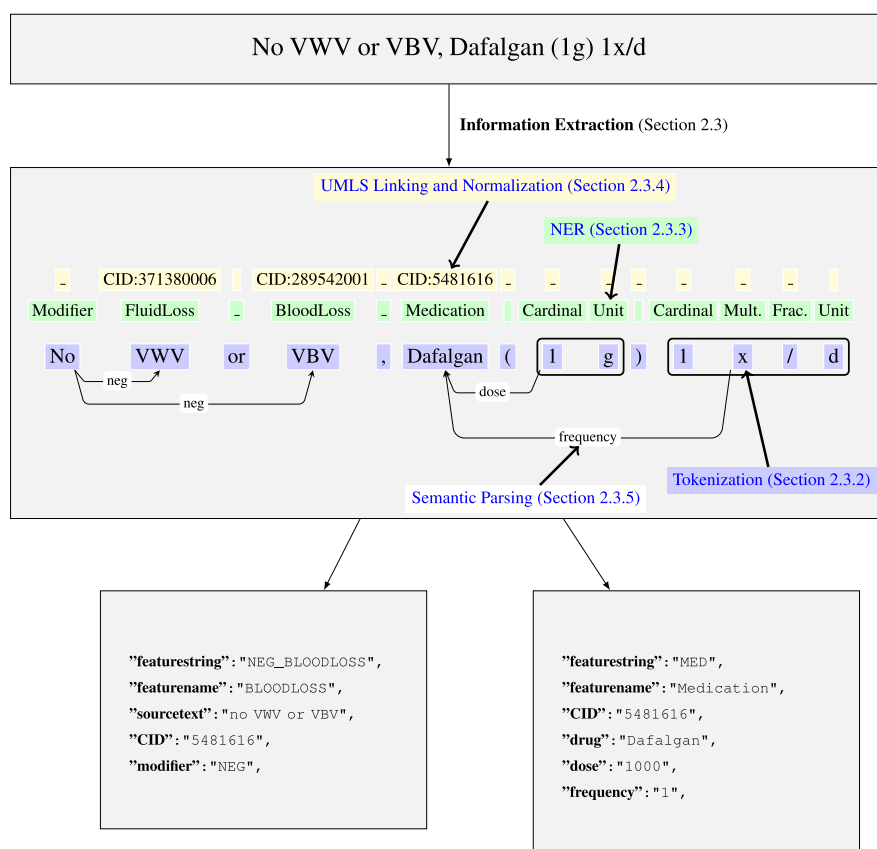 No VWV or VBV, Dafalgan (1g) 1x/d
Information Extraction (Section 2.3)
UMLS Linking and Normalization (Section 2.3.4)
NER (Section 2.3.3)
_ CID:371380006 CID:289542001 _ CID:5481616 _ _ _ _ _ _ _
Modifier FluidLoss _ BloodLoss _ Medication Cardinal Unit Cardinal Mult. Frac. Unit
No VWV or VBV , Dafalgan ( 1 g ) 1 x / d
neg
dose
neg
frequency
Tokenization (Section 2.3.2)
Semantic Parsing (Section 2.3.5)
”featurestring”:"NEG_BLOODLOSS",
”featurename”:"BLOODLOSS",
”sourcetext”:"no VWV or VBV",
”CID”:"5481616",
”modifier”:"NEG",
”featurestring”:"MED",
”featurename”:"Medication",
”CID”:"5481616",
”drug”:"Dafalgan",
”dose”:"1000",
”frequency”:"1",